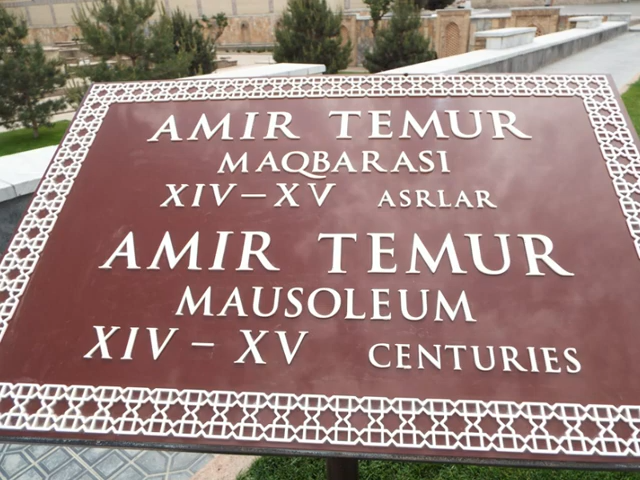 AMIR TEMUR
MAQBARASI
XIV-XV ASRLAR
AMIR TEMUR
MAUSOLEUM
XIV - XV CENTURIES